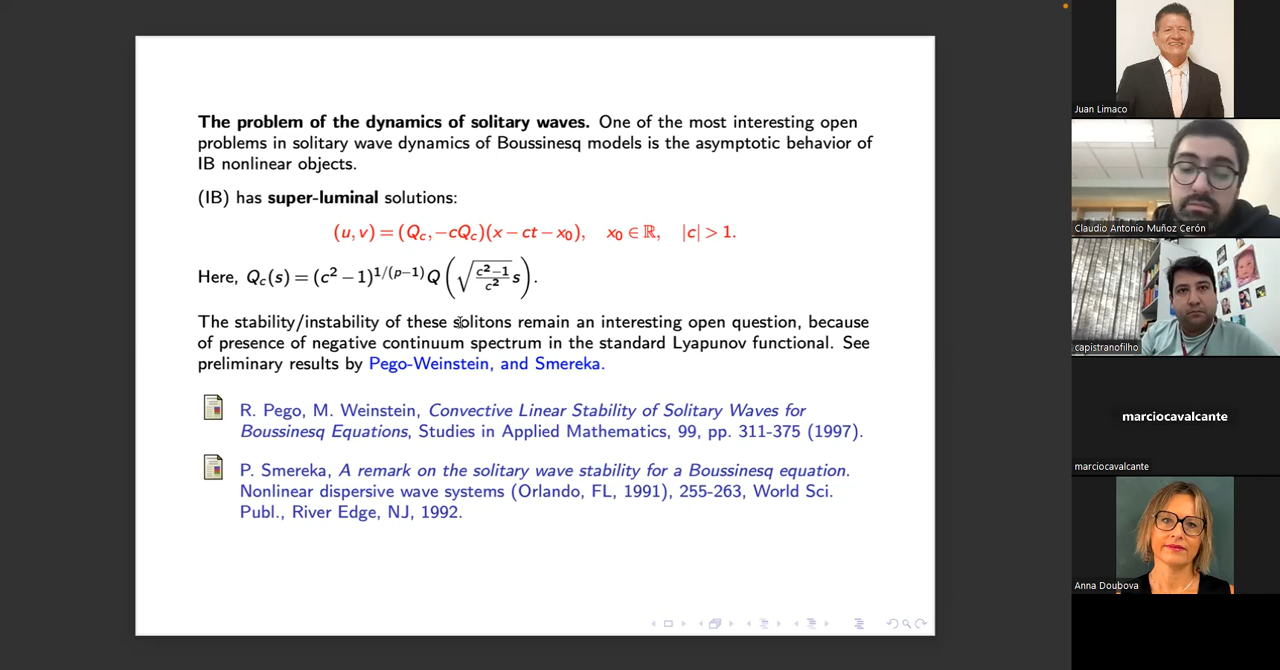 The problem of the dynamics of solitary waves. One of the most interesting open
problems in solitary wave dynamics of Boussinesq models is the asymptotic behavior of
IB nonlinear objects.
(IB) has super-luminal solutions:
(u, v) = (Q_c, −cQ_c)(x − ct − x_0), x_0 ∈ ℝ, |c| > 1.
Here, Q_c(s) = (c² − 1)^{1/(p−1)} Q(√((c²−1)/c²) s).
The stability/instability of these solitons remain an interesting open question, because
of presence of negative continuum spectrum in the standard Lyapunov functional. See
preliminary results by Pego-Weinstein, and Smereka.
R. Pego, M. Weinstein, Convective Linear Stability of Solitary Waves for
Boussinesq Equations, Studies in Applied Mathematics, 99, pp. 311-375 (1997).
P. Smereka, A remark on the solitary wave stability for a Boussinesq equation.
Nonlinear dispersive wave systems (Orlando, FL, 1991), 255-263, World Sci.
Publ., River Edge, NJ, 1992.
Juan Limaco
Claudio Antonio Muñoz Cerón
capistranofilho
marciocavalcante
marciocavalcante
Anna Doubova